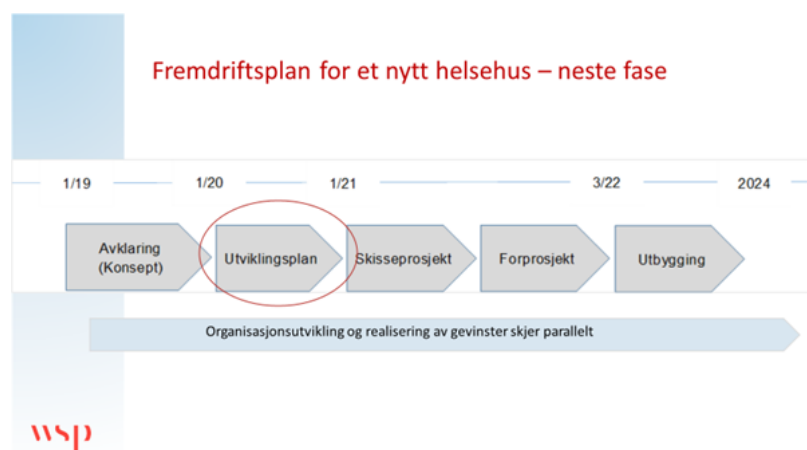 Fremdriftsplan for et nytt helsehus – neste fase
1/19 1/20 1/21 3/22 2024
Avklaring
(Konsept)
Utviklingsplan
Skisseprosjekt
Forprosjekt
Utbygging
Organisasjonsutvikling og realisering av gevinster skjer parallelt
wsp